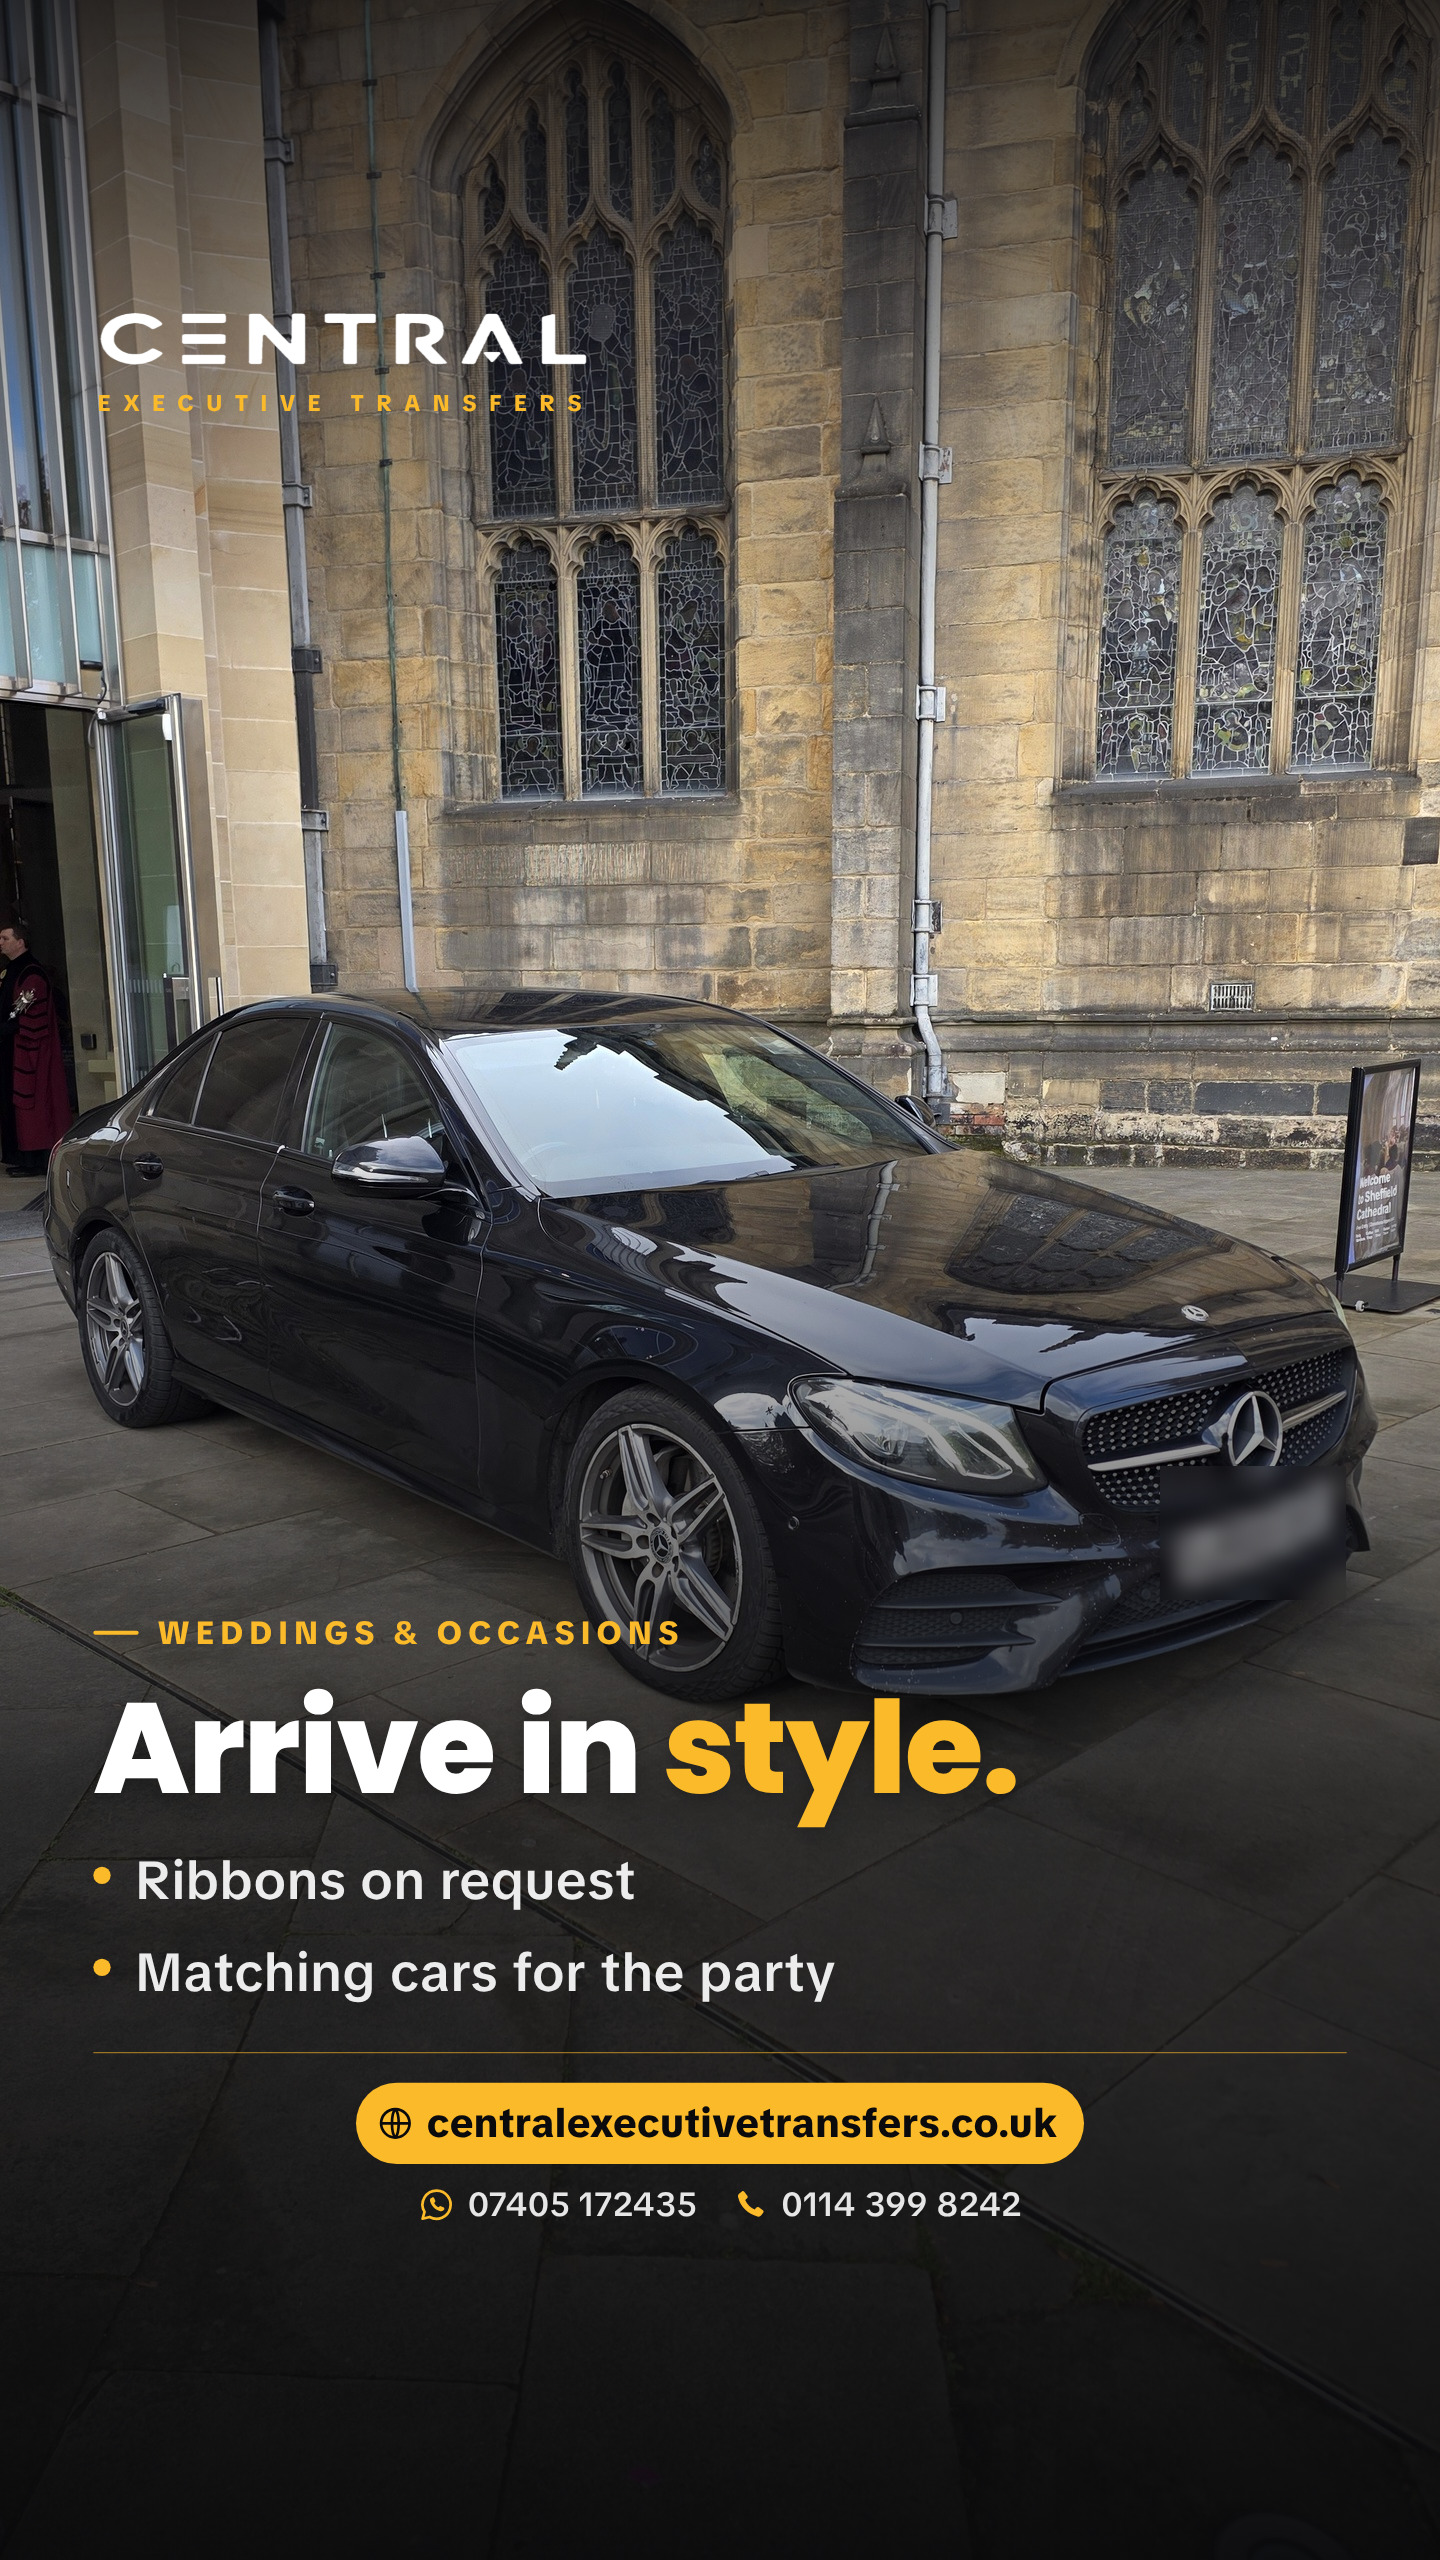 CENTRAL
EXECUTIVE TRANSFERS
Welcome
to Sheffield
Cathedral
WEDDINGS & OCCASIONS
Arrive in style.
Ribbons on request
Matching cars for the party
centralexecutivetransfers.co.uk
07405 172435 0114 399 8242